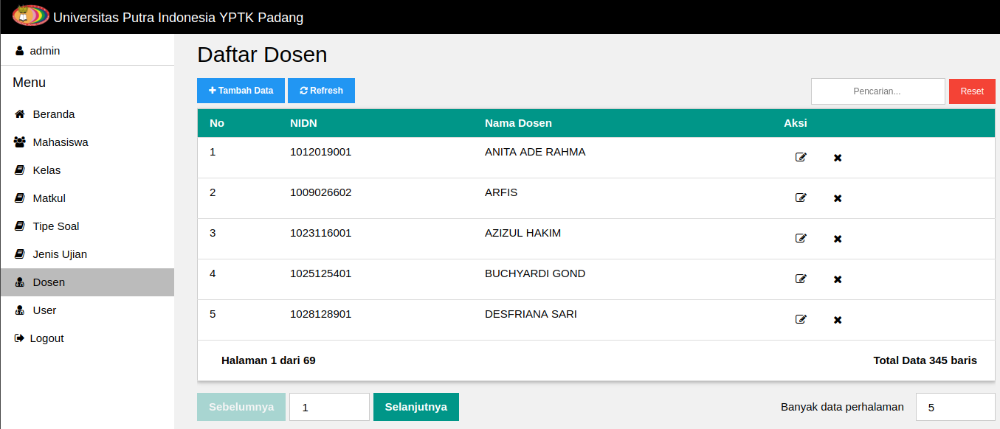 Universitas Putra Indonesia YPTK Padang
admin
Menu
Beranda
Mahasiswa
Kelas
Matkul
Tipe Soal
Jenis Ujian
Dosen
User
Logout
Daftar Dosen
Tambah Data Refresh Pencarian... Reset
No NIDN Nama Dosen Aksi
1 1012019001 ANITA ADE RAHMA
2 1009026602 ARFIS
3 1023116001 AZIZUL HAKIM
4 1025125401 BUCHYARDI GOND
5 1028128901 DESFRIANA SARI
Halaman 1 dari 69 Total Data 345 baris
Sebelumnya 1 Selanjutnya Banyak data perhalaman 5